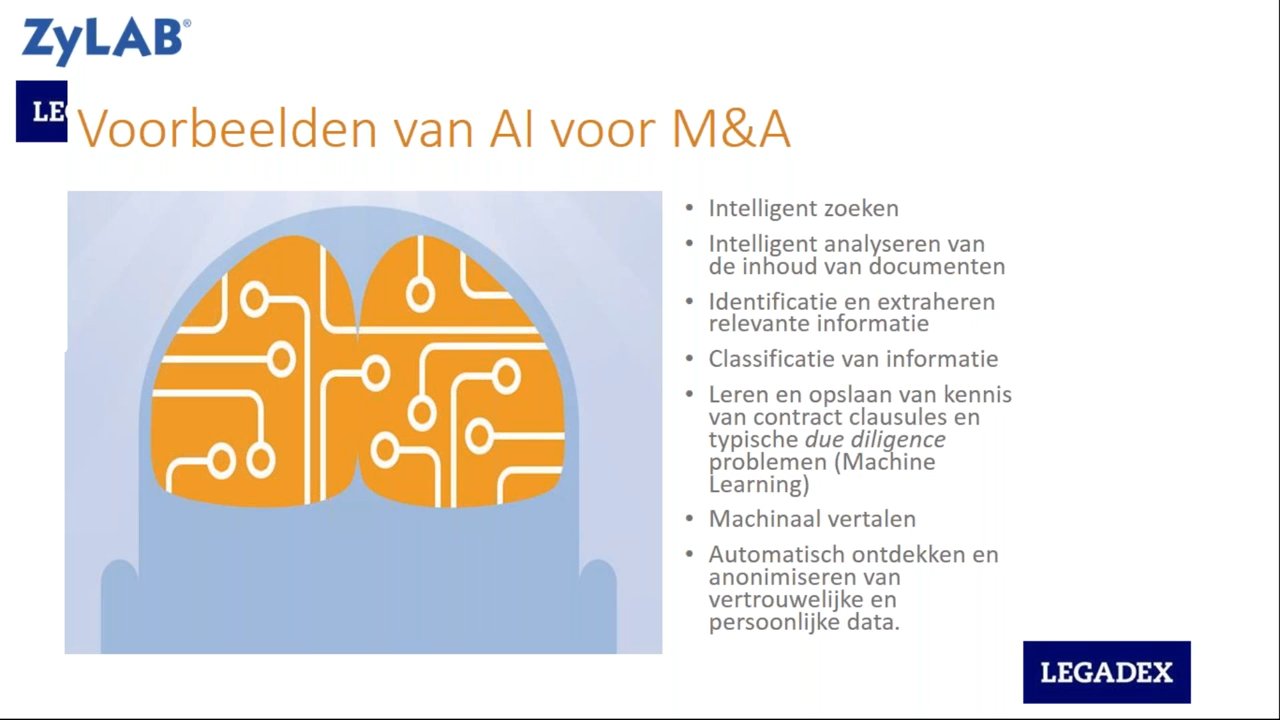 ZyLAB®
LE
Voorbeelden van AI voor M&A
• Intelligent zoeken
• Intelligent analyseren van
de inhoud van documenten
• Identificatie en extraheren
relevante informatie
• Classificatie van informatie
• Leren en opslaan van kennis
van contract clausules en
typische due diligence
problemen (Machine
Learning)
• Machinaal vertalen
• Automatisch ontdekken en
anonimiseren van
vertrouwelijke en
persoonlijke data.
LEGADEX